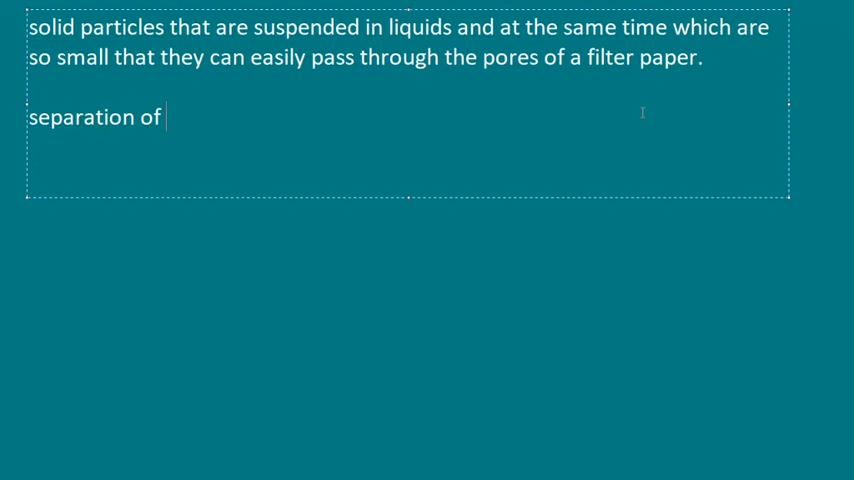 solid particles that are suspended in liquids and at the same time which are
so small that they can easily pass through the pores of a filter paper.
separation of